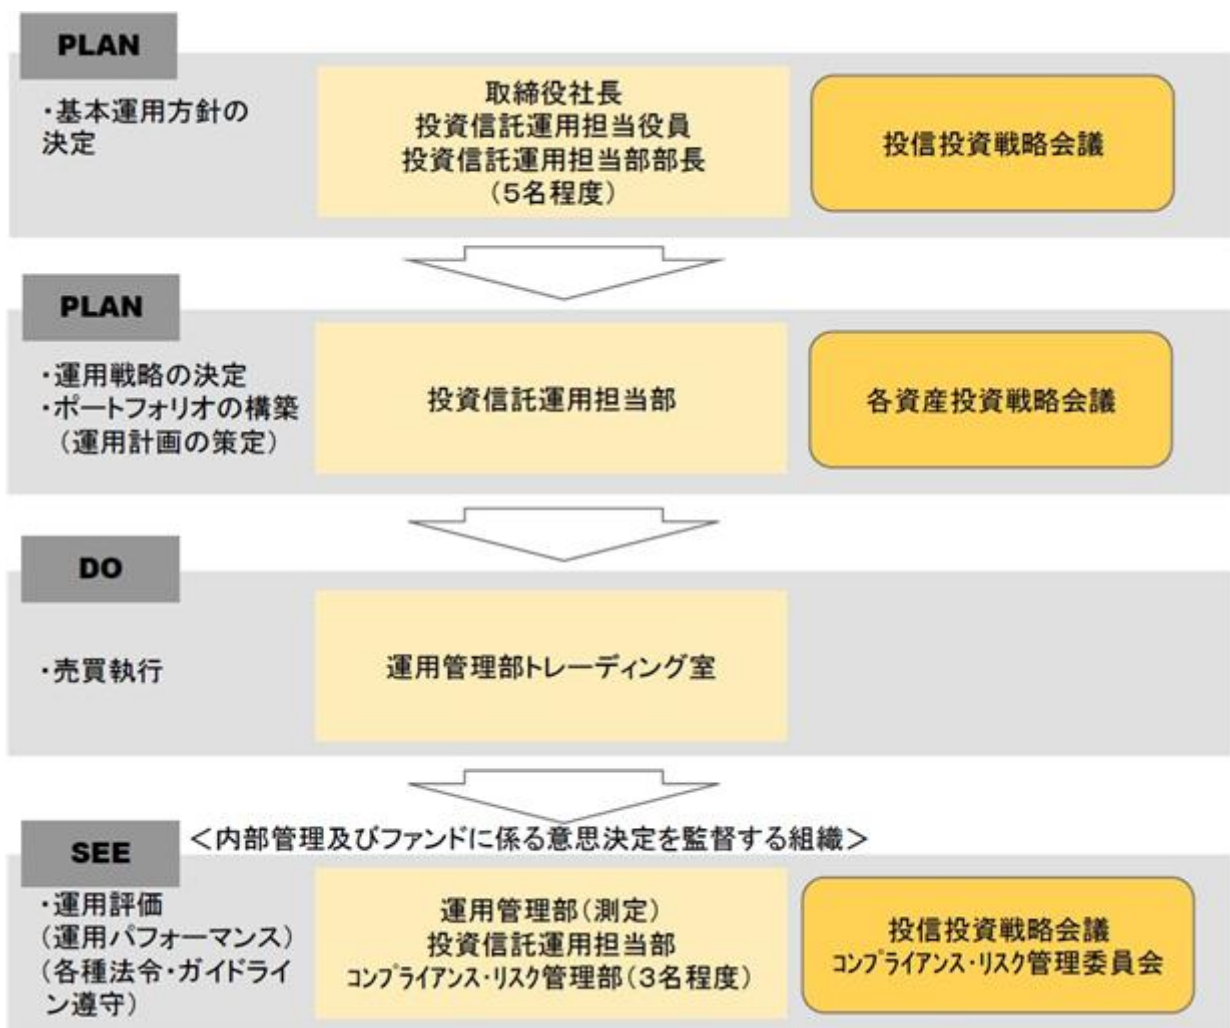 PLAN
・基本運用方針の
決定
取締役社長
投資信託運用担当役員
投資信託運用担当部部長
(5名程度)
投信投資戦略会議
PLAN
・運用戦略の決定
・ポートフォリオの構築
(運用計画の策定)
投資信託運用担当部
各資産投資戦略会議
DO
・売買執行
運用管理部トレーディング室
SEE
<内部管理及びファンドに係る意思決定を監督する組織>
・運用評価
(運用パフォーマンス)
(各種法令・ガイドライ
ン遵守)
運用管理部(測定)
投資信託運用担当部
コンプライアンス・リスク管理部(3名程度)
投信投資戦略会議
コンプライアンス・リスク管理委員会